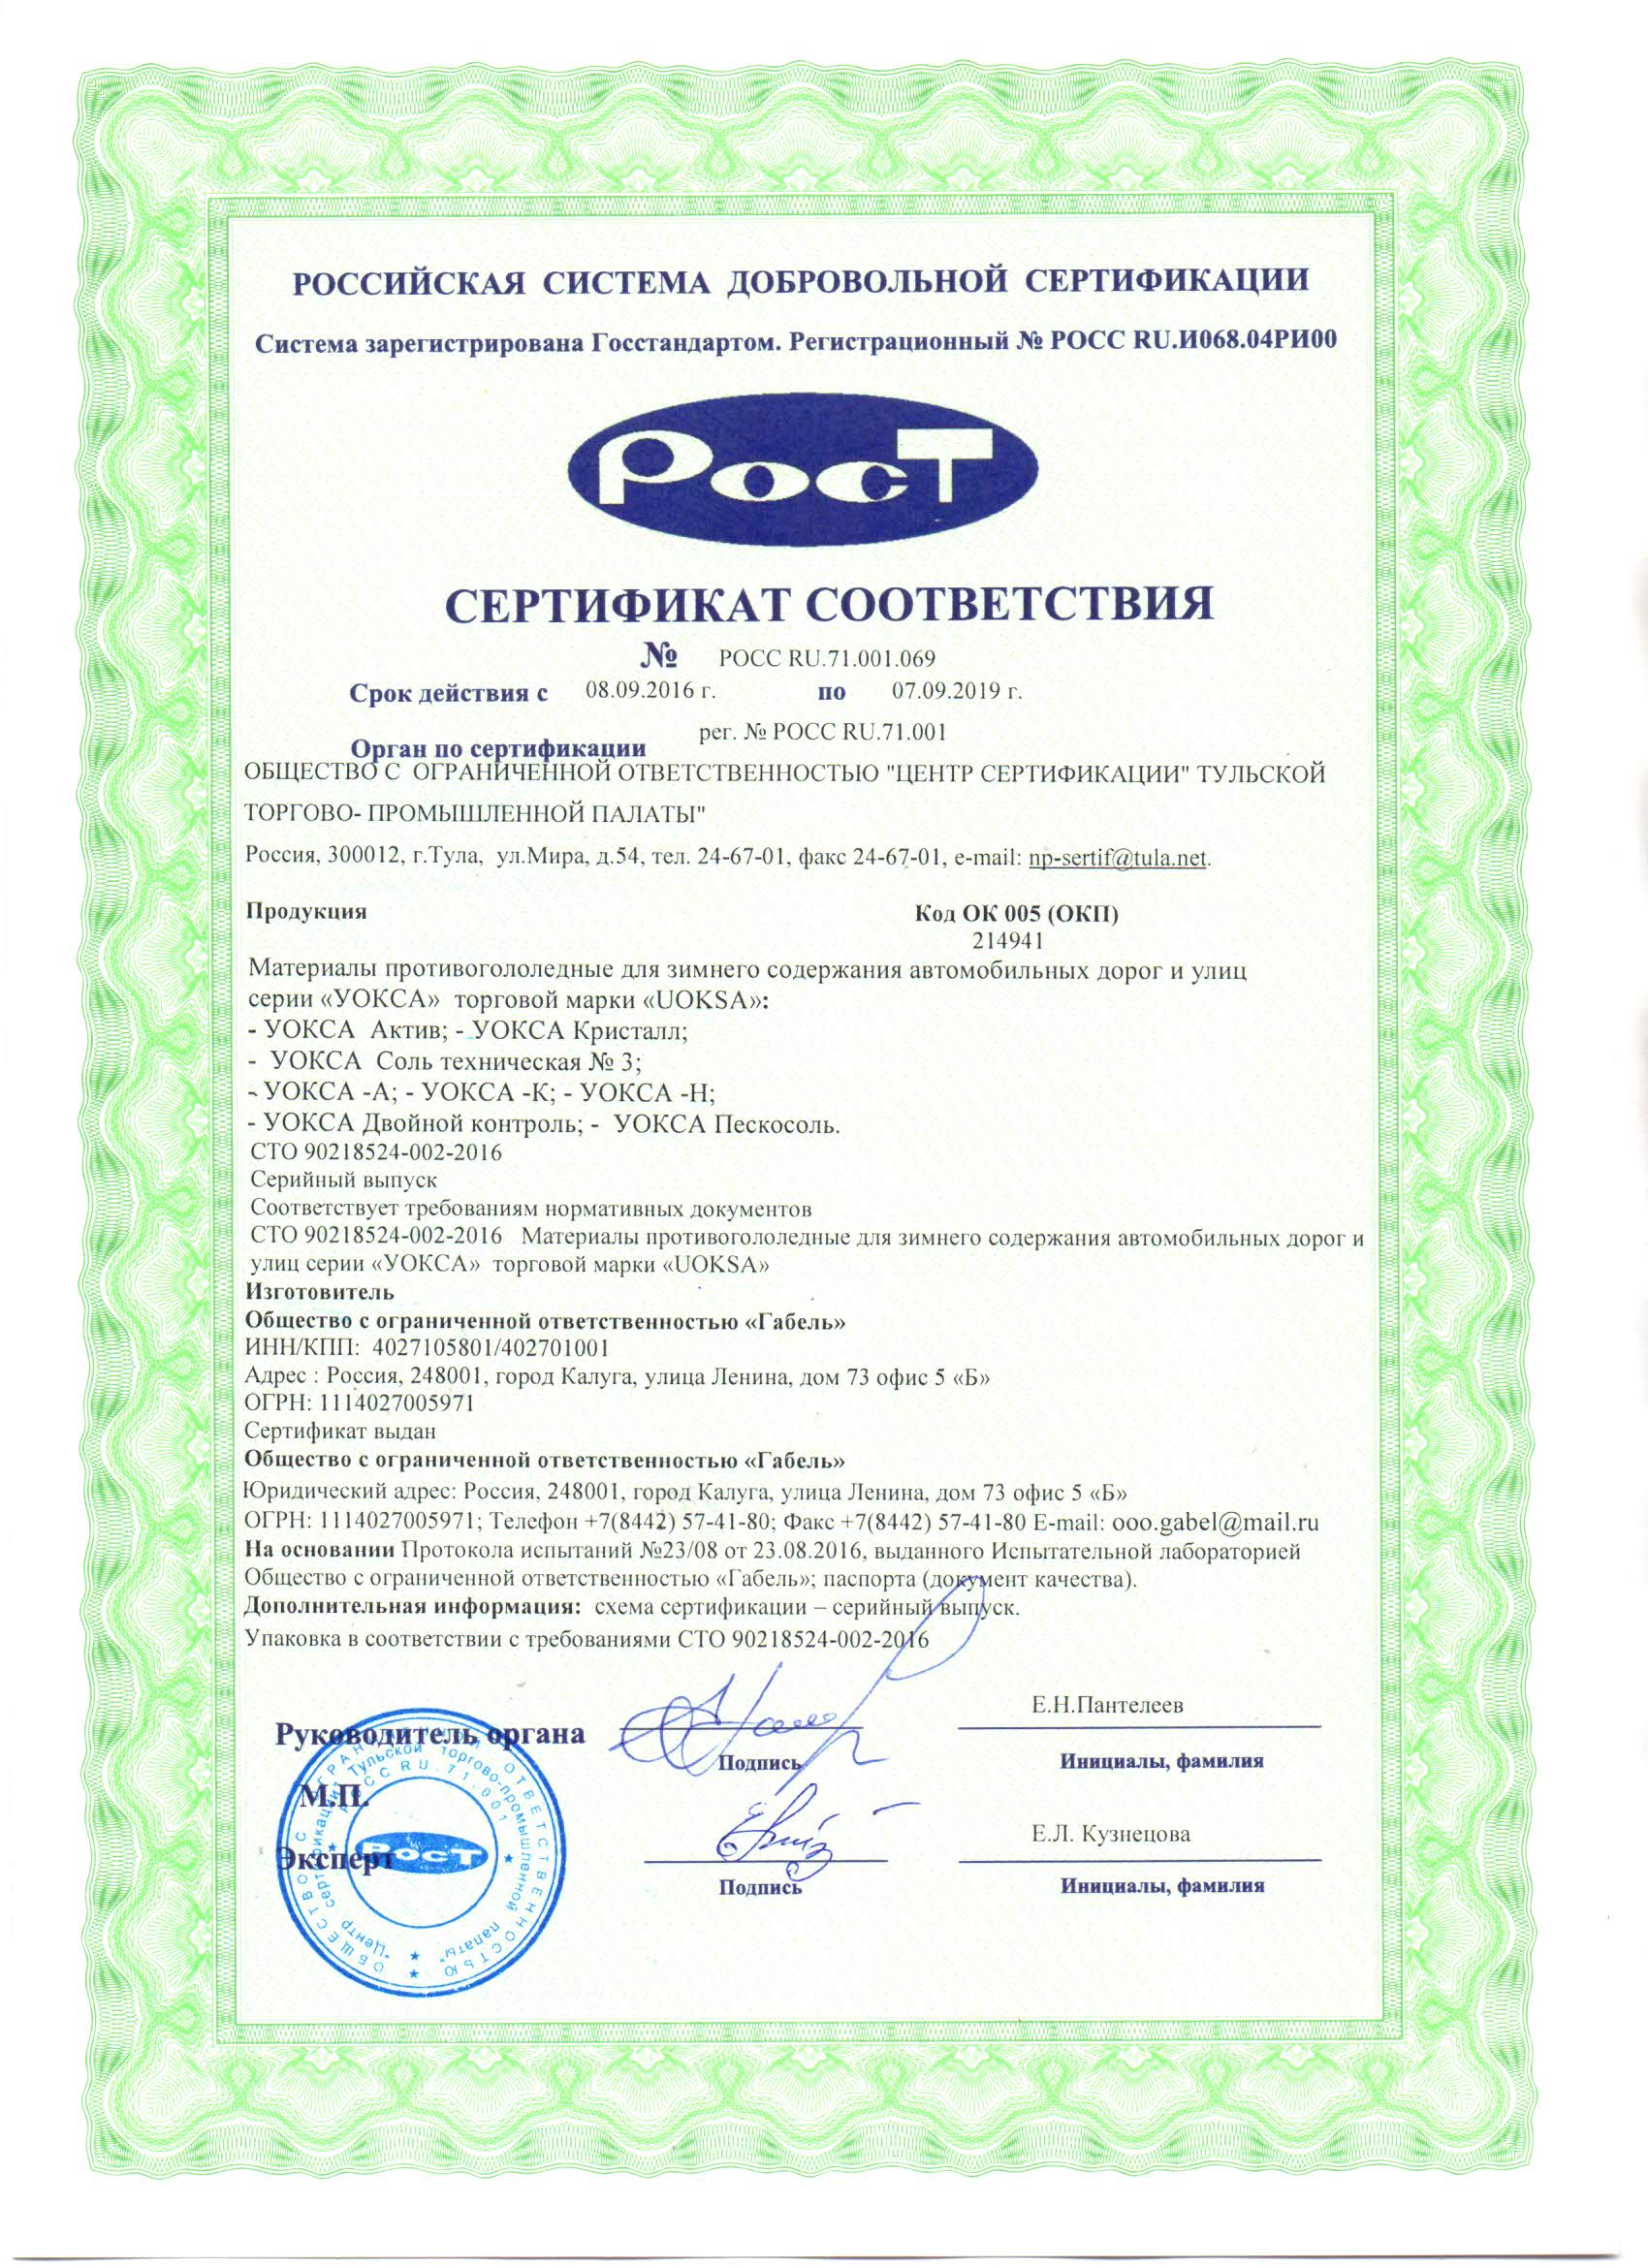 РОССИЙСКАЯ СИСТЕМА ДОБРОВОЛЬНОЙ СЕРТИФИКАЦИИ
Система зарегистрирована Госстандартом. Регистрационный № РОСС RU.И068.04РИ00
РосТ
СЕРТИФИКАТ СООТВЕТСТВИЯ
№ РОСС RU.71.001.069
Срок действия с 08.09.2016 г. по 07.09.2019 г.
рег. № РОСС RU.71.001
Орган по сертификации
ОБЩЕСТВО С ОГРАНИЧЕННОЙ ОТВЕТСТВЕННОСТЬЮ "ЦЕНТР СЕРТИФИКАЦИИ" ТУЛЬСКОЙ
ТОРГОВО- ПРОМЫШЛЕННОЙ ПАЛАТЫ"
Россия, 300012, г.Тула, ул.Мира, д.54, тел. 24-67-01, факс 24-67-01, e-mail: np-sertif@tula.net.
Продукция Код ОК 005 (ОКП)
214941
Материалы противогололедные для зимнего содержания автомобильных дорог и улиц
серии «УОКСА» торговой марки «UOKSA»:
- УОКСА Актив; - УОКСА Кристалл;
- УОКСА Соль техническая № 3;
- УОКСА -А; - УОКСА -К; - УОКСА -Н;
- УОКСА Двойной контроль; - УОКСА Пескосоль.
СТО 90218524-002-2016
Серийный выпуск
Соответствует требованиям нормативных документов
СТО 90218524-002-2016 Материалы противогололедные для зимнего содержания автомобильных дорог и
улиц серии «УОКСА» торговой марки «UOKSA»
Изготовитель
Общество с ограниченной ответственностью «Габель»
ИНН/КПП: 4027105801/402701001
Адрес : Россия, 248001, город Калуга, улица Ленина, дом 73 офис 5 «Б»
ОГРН: 1114027005971
Сертификат выдан
Общество с ограниченной ответственностью «Габель»
Юридический адрес: Россия, 248001, город Калуга, улица Ленина, дом 73 офис 5 «Б»
ОГРН: 1114027005971; Телефон +7(8442) 57-41-80; Факс +7(8442) 57-41-80 E-mail: ooo.gabel@mail.ru
На основании Протокола испытаний №23/08 от 23.08.2016, выданного Испытательной лабораторией
Общество с ограниченной ответственностью «Габель»; паспорта (документ качества).
Дополнительная информация: схема сертификации – серийный выпуск.
Упаковка в соответствии с требованиями СТО 90218524-002-2016
Е.Н.Пантелеев
Руководитель органа
Подпись Инициалы, фамилия
М.П.
Е.Л. Кузнецова
Эксперт
Подпись Инициалы, фамилия
ОБЩЕСТВО С ОГРАНИЧЕННОЙ ОТВЕТСТВЕННОСТЬЮ
"Центр сертификации Тульской торгово-промышленной палаты"
РОСС RU.71.001
РосТ